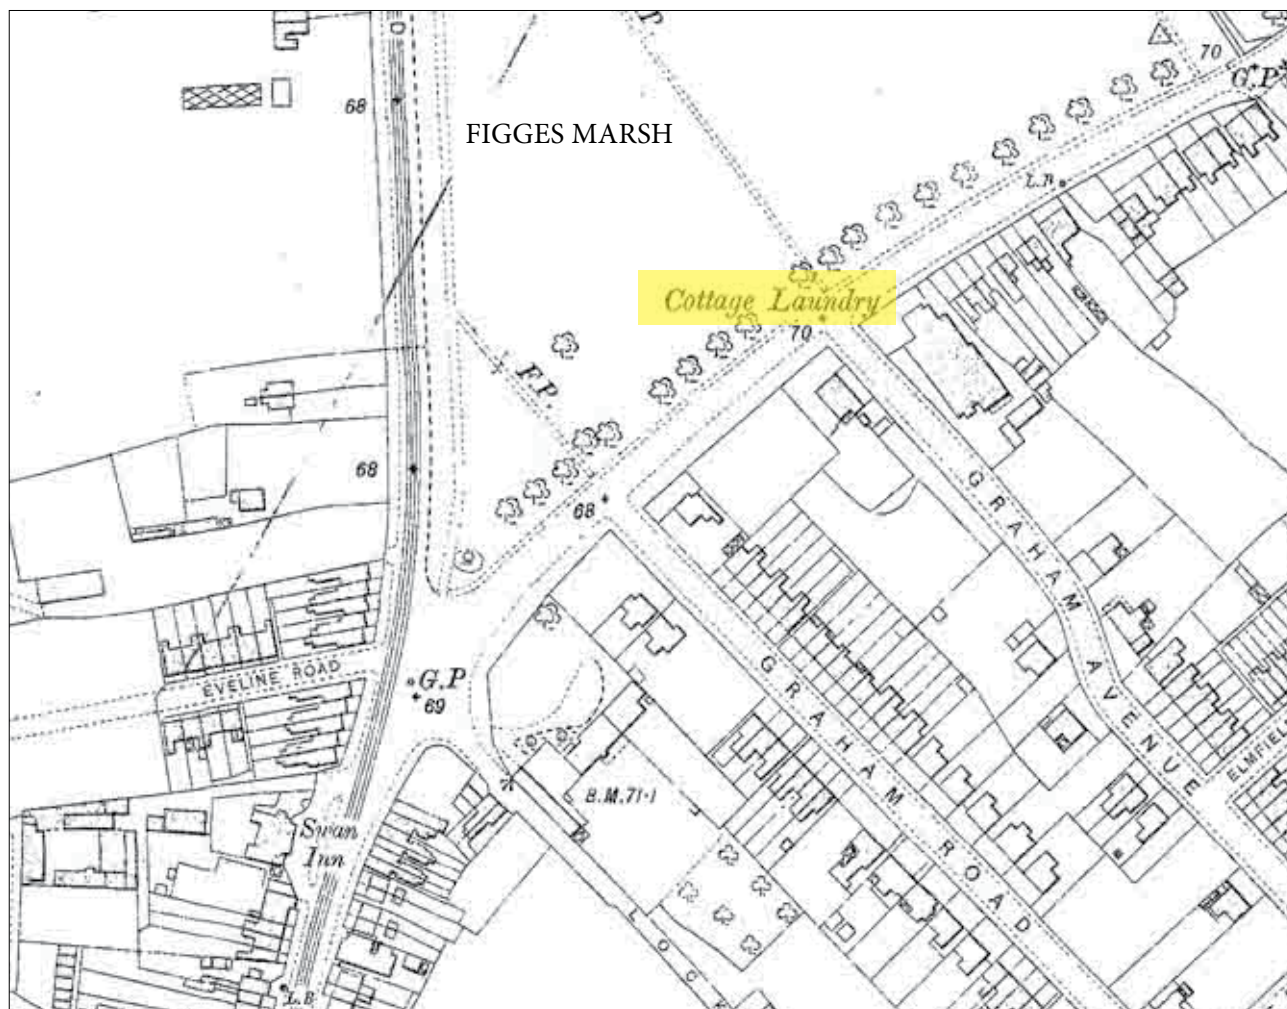 70
G.P
68
FIGGES MARSH
L.B
Cottage Laundry
70
F.P.
68
68
GRAHAM AVENUE
EVELINE ROAD
G.P
69
GRAHAM ROAD
ELMFIEL
B.M.71·1
Swan
Inn
L.B
OCK